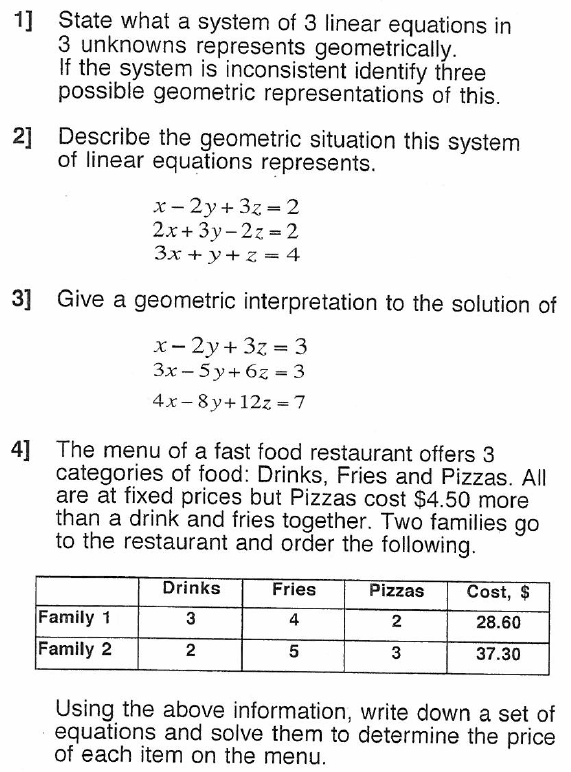 1] State what a system of 3 linear equations in
3 unknowns represents geometrically.
If the system is inconsistent identify three
possible geometric representations of this.
2] Describe the geometric situation this system
of linear equations represents.
x − 2y + 3z = 2
2x + 3y − 2z = 2
3x + y + z = 4
3] Give a geometric interpretation to the solution of
x − 2y + 3z = 3
3x − 5y + 6z = 3
4x − 8y + 12z = 7
4] The menu of a fast food restaurant offers 3
categories of food: Drinks, Fries and Pizzas. All
are at fixed prices but Pizzas cost $4.50 more
than a drink and fries together. Two families go
to the restaurant and order the following.
Drinks Fries Pizzas Cost, $
Family 1 3 4 2 28.60
Family 2 2 5 3 37.30
Using the above information, write down a set of
equations and solve them to determine the price
of each item on the menu.